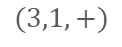 (3,1, +)